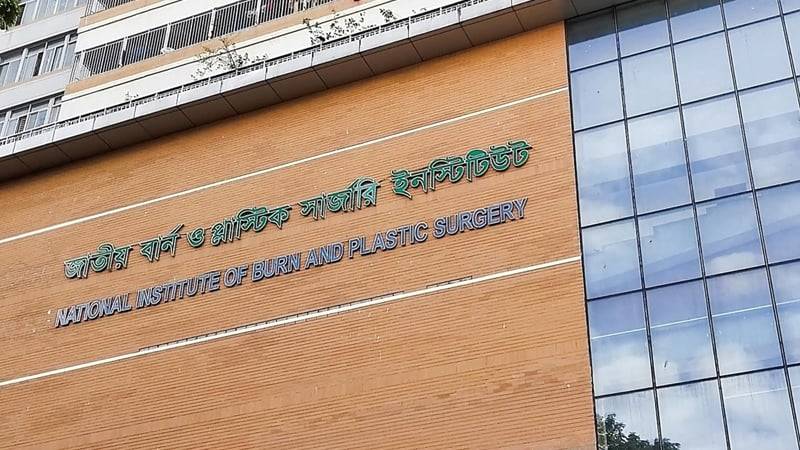 জাতীয় বার্ন ও প্লাস্টিক সার্জারি ইনস্টিটিউট
NATIONAL INSTITUTE OF BURN AND PLASTIC SURGERY